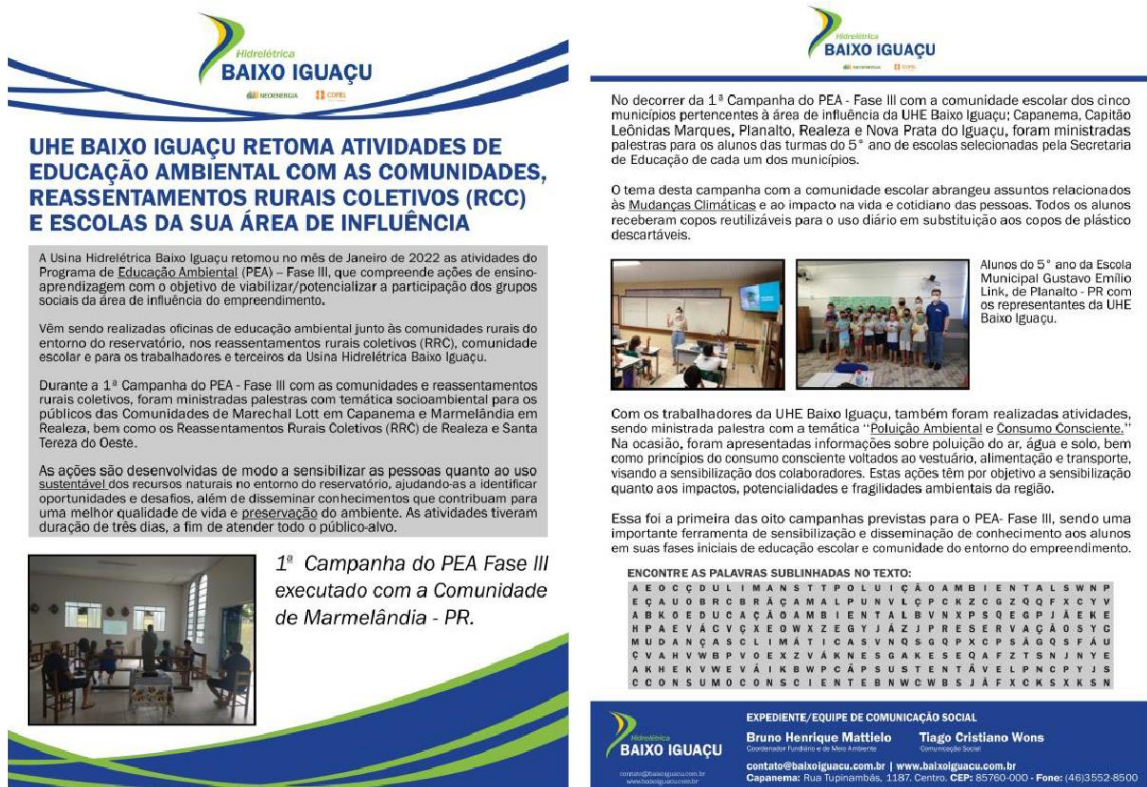 Hidrelétrica
BAIXO IGUAÇU
NEOENERGIA COPEL
UHE BAIXO IGUAÇU RETOMA ATIVIDADES DE
EDUCAÇÃO AMBIENTAL COM AS COMUNIDADES,
REASSENTAMENTOS RURAIS COLETIVOS (RCC)
E ESCOLAS DA SUA ÁREA DE INFLUÊNCIA
A Usina Hidrelétrica Baixo Iguaçu retomou no mês de Janeiro de 2022 as atividades do
Programa de Educação Ambiental (PEA) – Fase III, que compreende ações de ensino-
aprendizagem com o objetivo de viabilizar/potencializar a participação dos grupos
sociais da área de influência do empreendimento.
Vêm sendo realizadas oficinas de educação ambiental junto às comunidades rurais do
entorno do reservatório, nos reassentamentos rurais coletivos (RRC), comunidade
escolar e para os trabalhadores e terceiros da Usina Hidrelétrica Baixo Iguaçu.
Durante a 1ª Campanha do PEA - Fase III com as comunidades e reassentamentos
rurais coletivos, foram ministradas palestras com temática socioambiental para os
públicos das Comunidades de Marechal Lott em Capanema e Marmelândia em
Realeza, bem como os Reassentamentos Rurais Coletivos (RRC) de Realeza e Santa
Tereza do Oeste.
As ações são desenvolvidas de modo a sensibilizar as pessoas quanto ao uso
sustentável dos recursos naturais no entorno do reservatório, ajudando-as a identificar
oportunidades e desafios, além de disseminar conhecimentos que contribuam para
uma melhor qualidade de vida e preservação do ambiente. As atividades tiveram
duração de três dias, a fim de atender todo o público-alvo.
1ª Campanha do PEA Fase III
executado com a Comunidade
de Marmelândia - PR.
Hidrelétrica
BAIXO IGUAÇU
NEOENERGIA COPEL
No decorrer da 1ª Campanha do PEA - Fase III com a comunidade escolar dos cinco
municípios pertencentes à área de influência da UHE Baixo Iguaçu; Capanema, Capitão
Leônidas Marques, Planalto, Realeza e Nova Prata do Iguaçu, foram ministradas
palestras para os alunos das turmas do 5° ano de escolas selecionadas pela Secretaria
de Educação de cada um dos municípios.
O tema desta campanha com a comunidade escolar abrangeu assuntos relacionados
às Mudanças Climáticas e ao impacto na vida e cotidiano das pessoas. Todos os alunos
receberam copos reutilizáveis para o uso diário em substituição aos copos de plástico
descartáveis.
Alunos do 5° ano da Escola
Municipal Gustavo Emílio
Link, de Planalto - PR com
os representantes da UHE
Baixo Iguaçu.
Com os trabalhadores da UHE Baixo Iguaçu, também foram realizadas atividades,
sendo ministrada palestra com a temática "Poluição Ambiental e Consumo Consciente."
Na ocasião, foram apresentadas informações sobre poluição do ar, água e solo, bem
como princípios do consumo consciente voltados ao vestuário, alimentação e transporte,
visando a sensibilização dos colaboradores. Estas ações têm por objetivo a sensibilização
quanto aos impactos, potencialidades e fragilidades ambientais da região.
Essa foi a primeira das oito campanhas previstas para o PEA- Fase III, sendo uma
importante ferramenta de sensibilização e disseminação de conhecimento aos alunos
em suas fases iniciais de educação escolar e comunidade do entorno do empreendimento.
ENCONTRE AS PALAVRAS SUBLINHADAS NO TEXTO:
A E O C Ç D U L I M A N S T T P O L U I Ç Ã O A M B I E N T A L S W N P
E Ç A U O B R C B R Ã Ç A M A L P U N V L Ç P C K Z C G Z Q Q F X C Y V
A B K O E D U C A Ç Ã O A M B I E N T A L B V N X P S Q E G P J Ã E K E
H P A E V Á C V Ç X E O W X Z E G Y J Á Z J P R E S E R V A Ç Ã O S Y G
M U D A N Ç A S C L I M Á T I C A S V N Q S G Q P X C P S Ã G Q S F Ã U
Ç V A H V W B P V O E X Z V Á K N E S G A K E S E Q A F Z T S N J N Y E
A K H E K V W E V Á I K B W P C Ã P S U S T E N T Á V E L P N C P Y J S
C C O N S U M O C O N S C I E N T E B N W C W B S J Ã F X C K S X K S N
Hidrelétrica
BAIXO IGUAÇU
contato@baixoiguacu.com.br
www.baixoiguacu.com.br
EXPEDIENTE/EQUIPE DE COMUNICAÇÃO SOCIAL
Bruno Henrique Mattielo Tiago Cristiano Wons
Coordenador Fundiário e de Meio Ambiente Comunicação Social
contato@baixoiguacu.com.br | www.baixoiguacu.com.br
Capanema: Rua Tupinambás, 1187. Centro. CEP: 85760-000 - Fone: (46)3552-8500